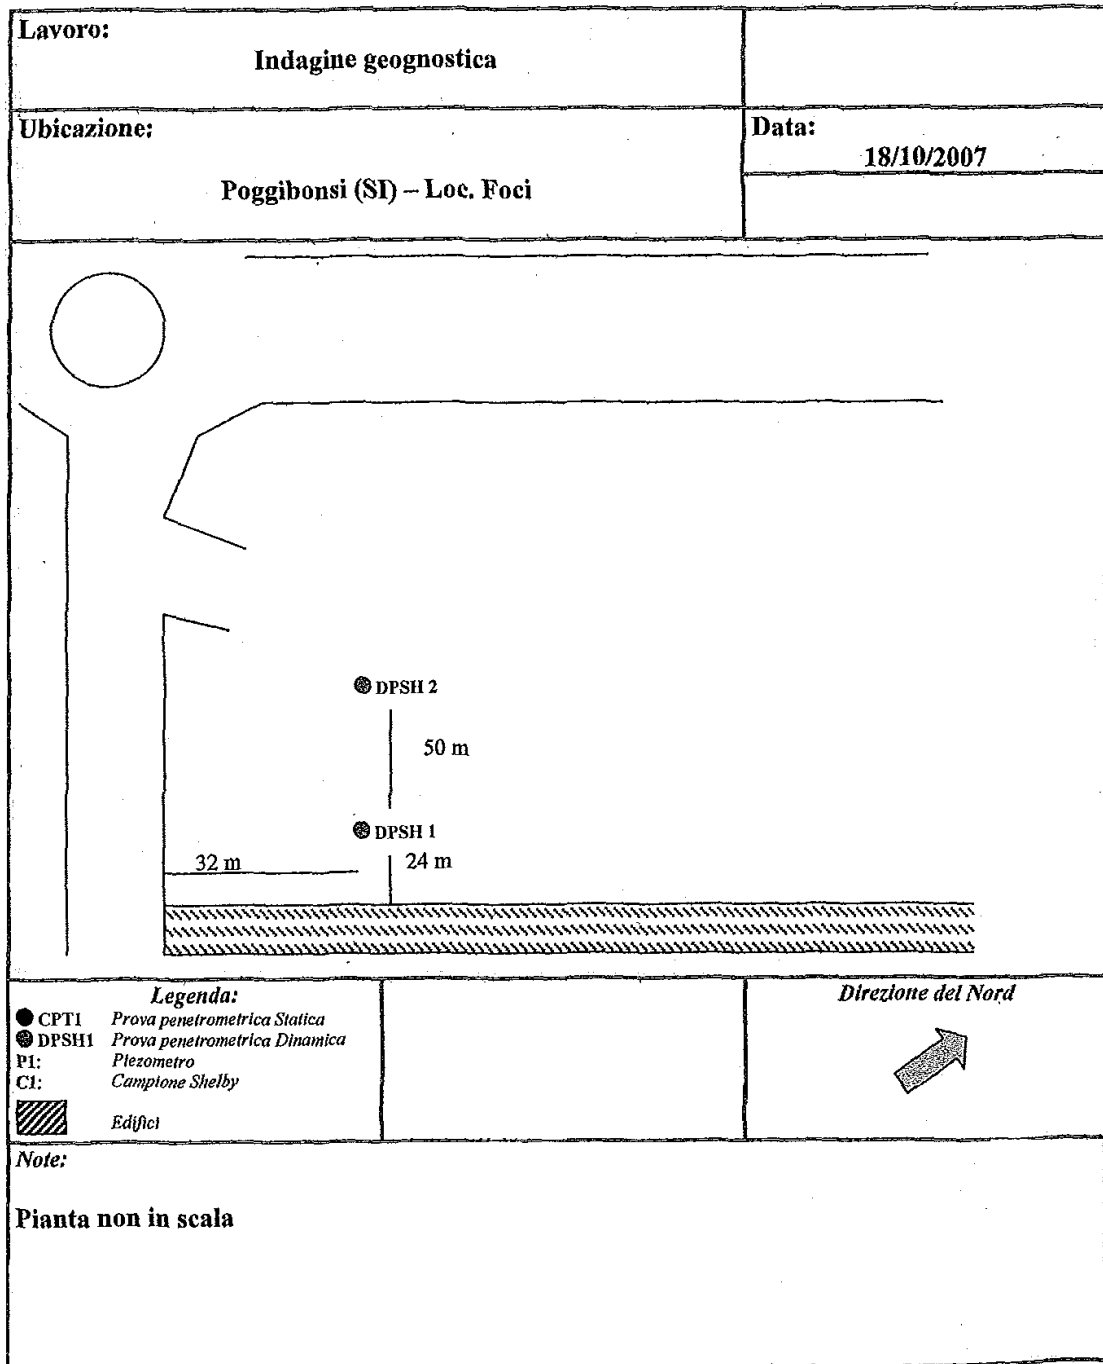 Lavoro:
Indagine geognostica
Ubicazione:
Data:
18/10/2007
Poggibonsi (SI) – Loc. Foci
DPSH 2
50 m
DPSH 1
32 m
24 m
Legenda:
CPT1 Prova penetrometrica Statica
DPSH1 Prova penetrometrica Dinamica
P1: Piezometro
C1: Campione Shelby
Edifici
Direzione del Nord
Note:
Pianta non in scala